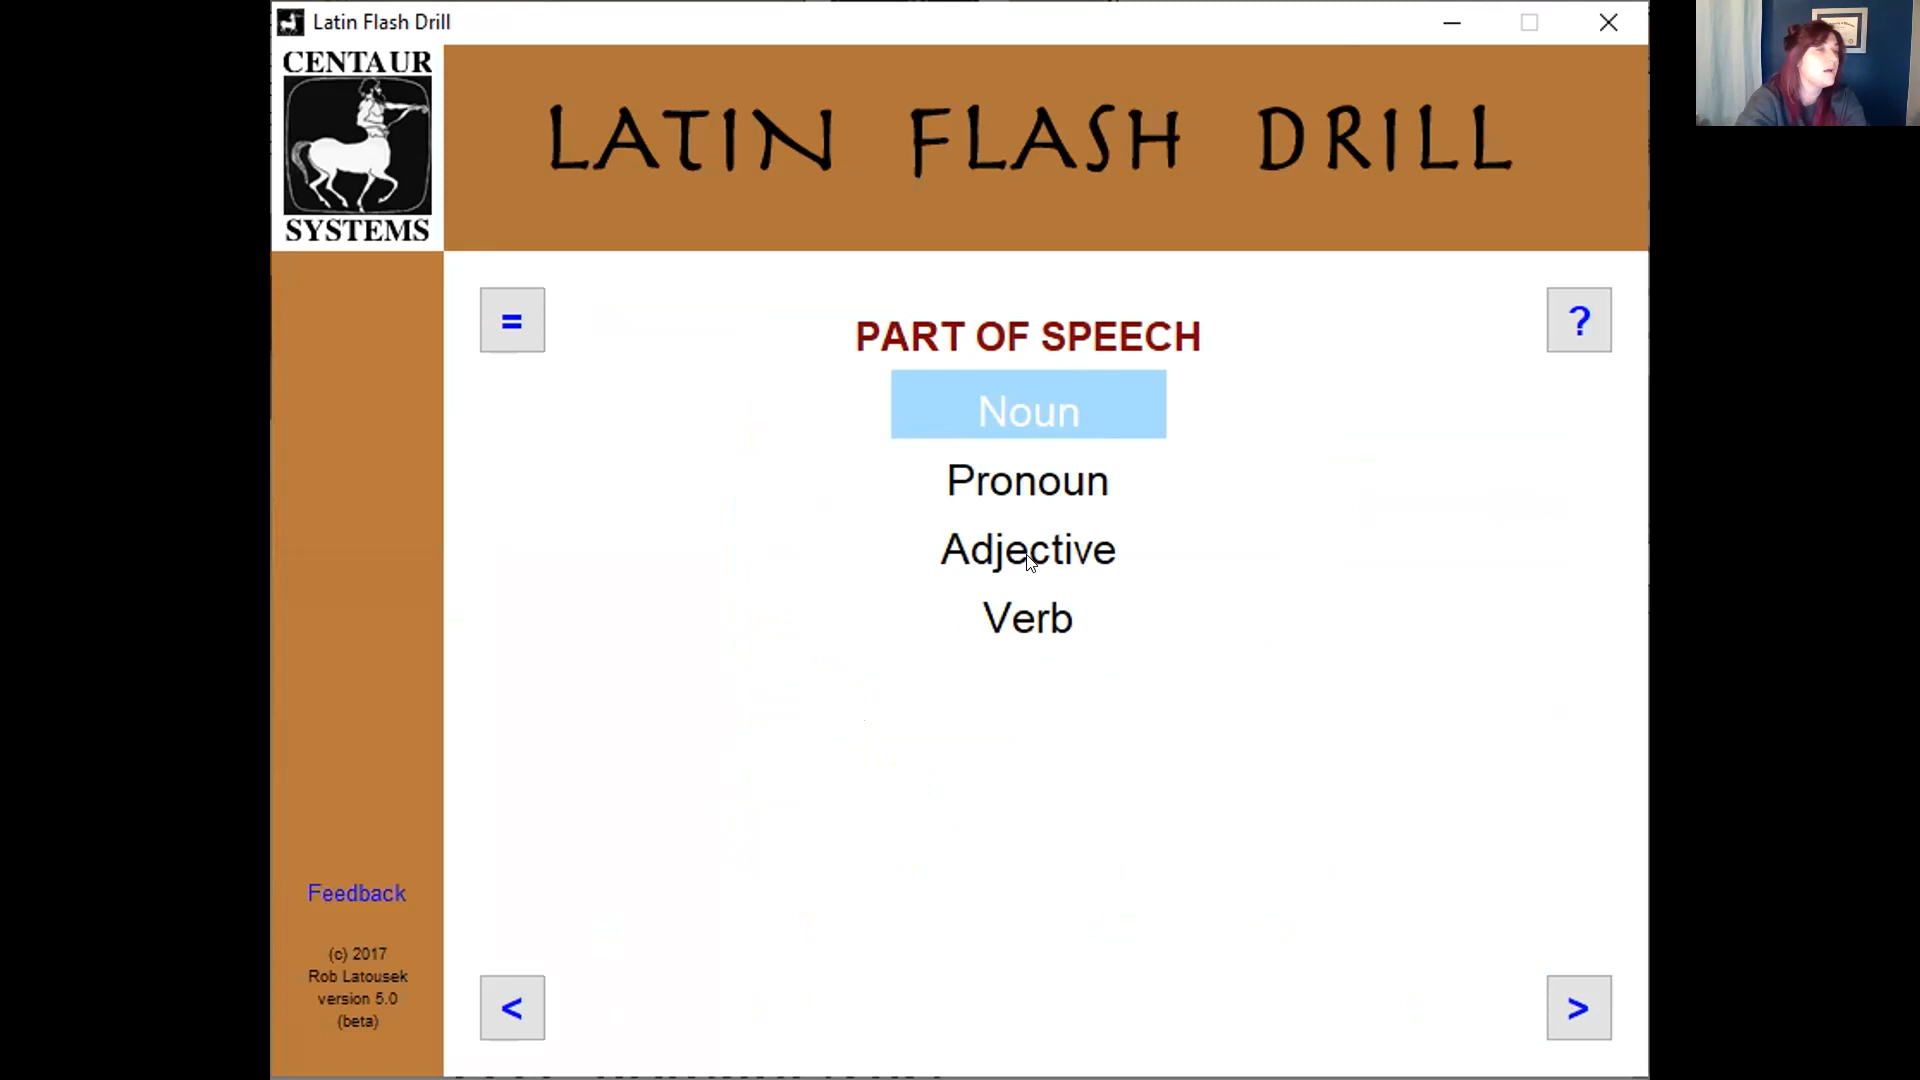 Latin Flash Drill
CENTAUR
SYSTEMS
LATIN FLASH DRILL
=
?
PART OF SPEECH
Noun
Pronoun
Adjective
Verb
Feedback
(c) 2017
Rob Latousek
version 5.0
(beta)
<
>